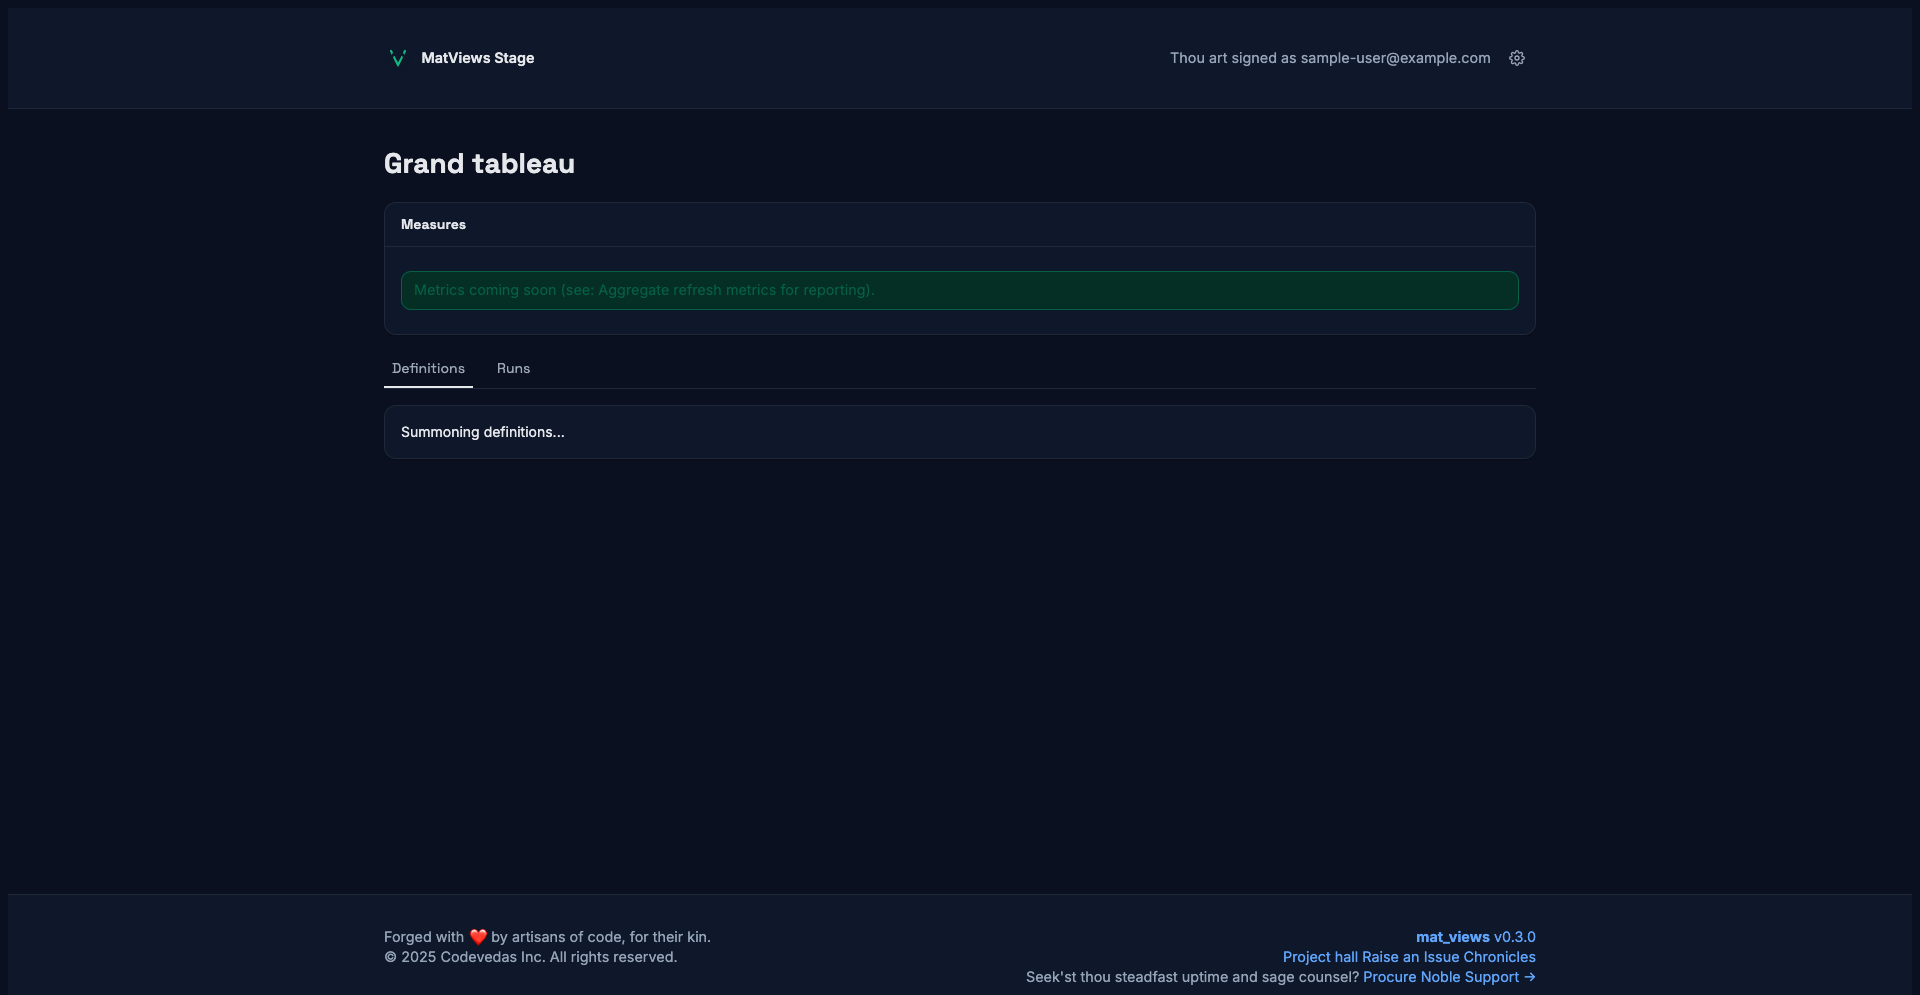 MatViews Stage
Thou art signed as sample-user@example.com
Grand tableau
Measures
Metrics coming soon (see: Aggregate refresh metrics for reporting).
Definitions
Runs
Summoning definitions...
Forged with ❤️ by artisans of code, for their kin.
© 2025 Codevedas Inc. All rights reserved.
mat_views v0.3.0
Project hall Raise an Issue Chronicles
Seek'st thou steadfast uptime and sage counsel? Procure Noble Support →